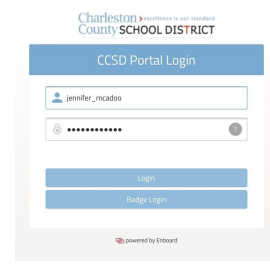 Charleston > excellence is our standard
County SCHOOL DISTRICT
CCSD Portal Login
jennifer_mcadoo
••••••••••••
?
Login
Badge Login
powered by Enboard